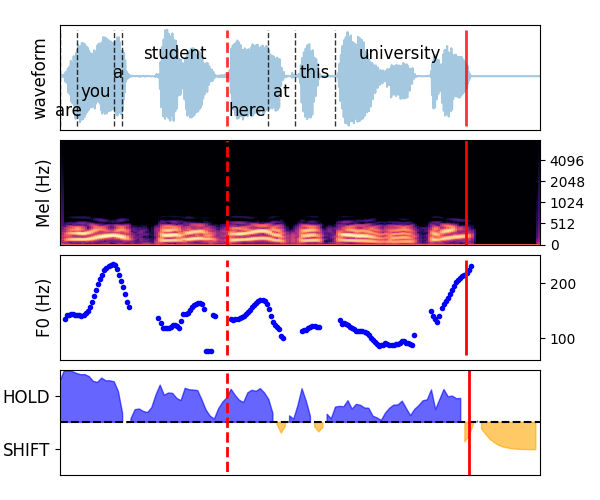 waveform
are
you
a
student
here
at
this
university
Mel (Hz)
4096
2048
1024
512
0
F0 (Hz)
200
100
HOLD
SHIFT